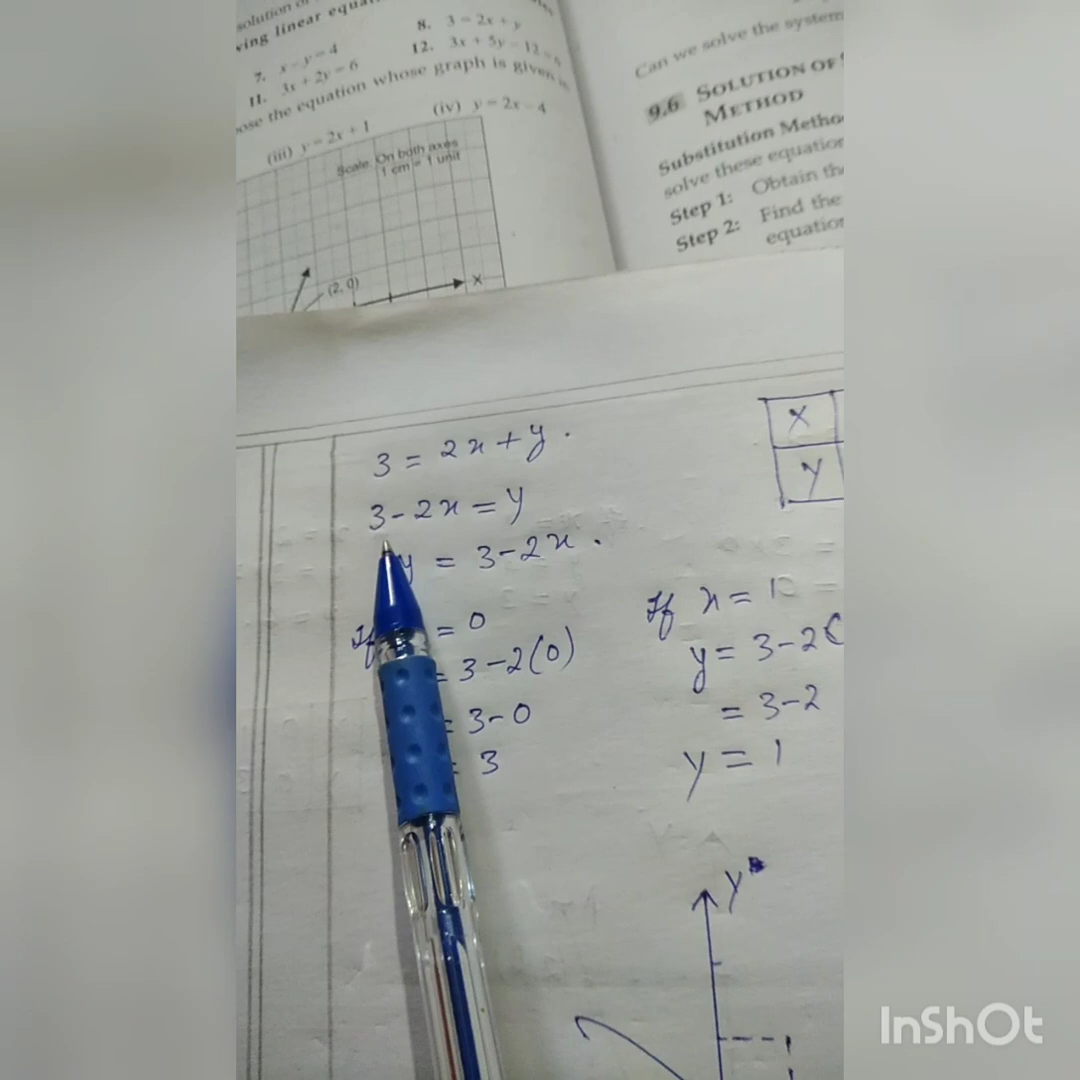 solution of
ving linear equa
7. x − y = 4
8. 3 = 2x + y
11. 3x + 2y = 6
12. 3x + 5y − 12 =
ose the equation whose graph is given
(iii) y = 2x + 1
(iv) y = 2x − 4
Scale: On both axes
1 cm = 1 unit
(2, 0)
X
Can we solve the system
9.6 SOLUTION OF
METHOD
Substitution Metho
solve these equation
Step 1: Obtain th
Step 2: Find the
equation
3 = 2x + y.
3 - 2x = y
y = 3 - 2x.
If = 0
= 3 - 2(0)
= 3 - 0
= 3
X
Y
If x = 1
y = 3 - 2(
= 3 - 2
y = 1
y
InShOt